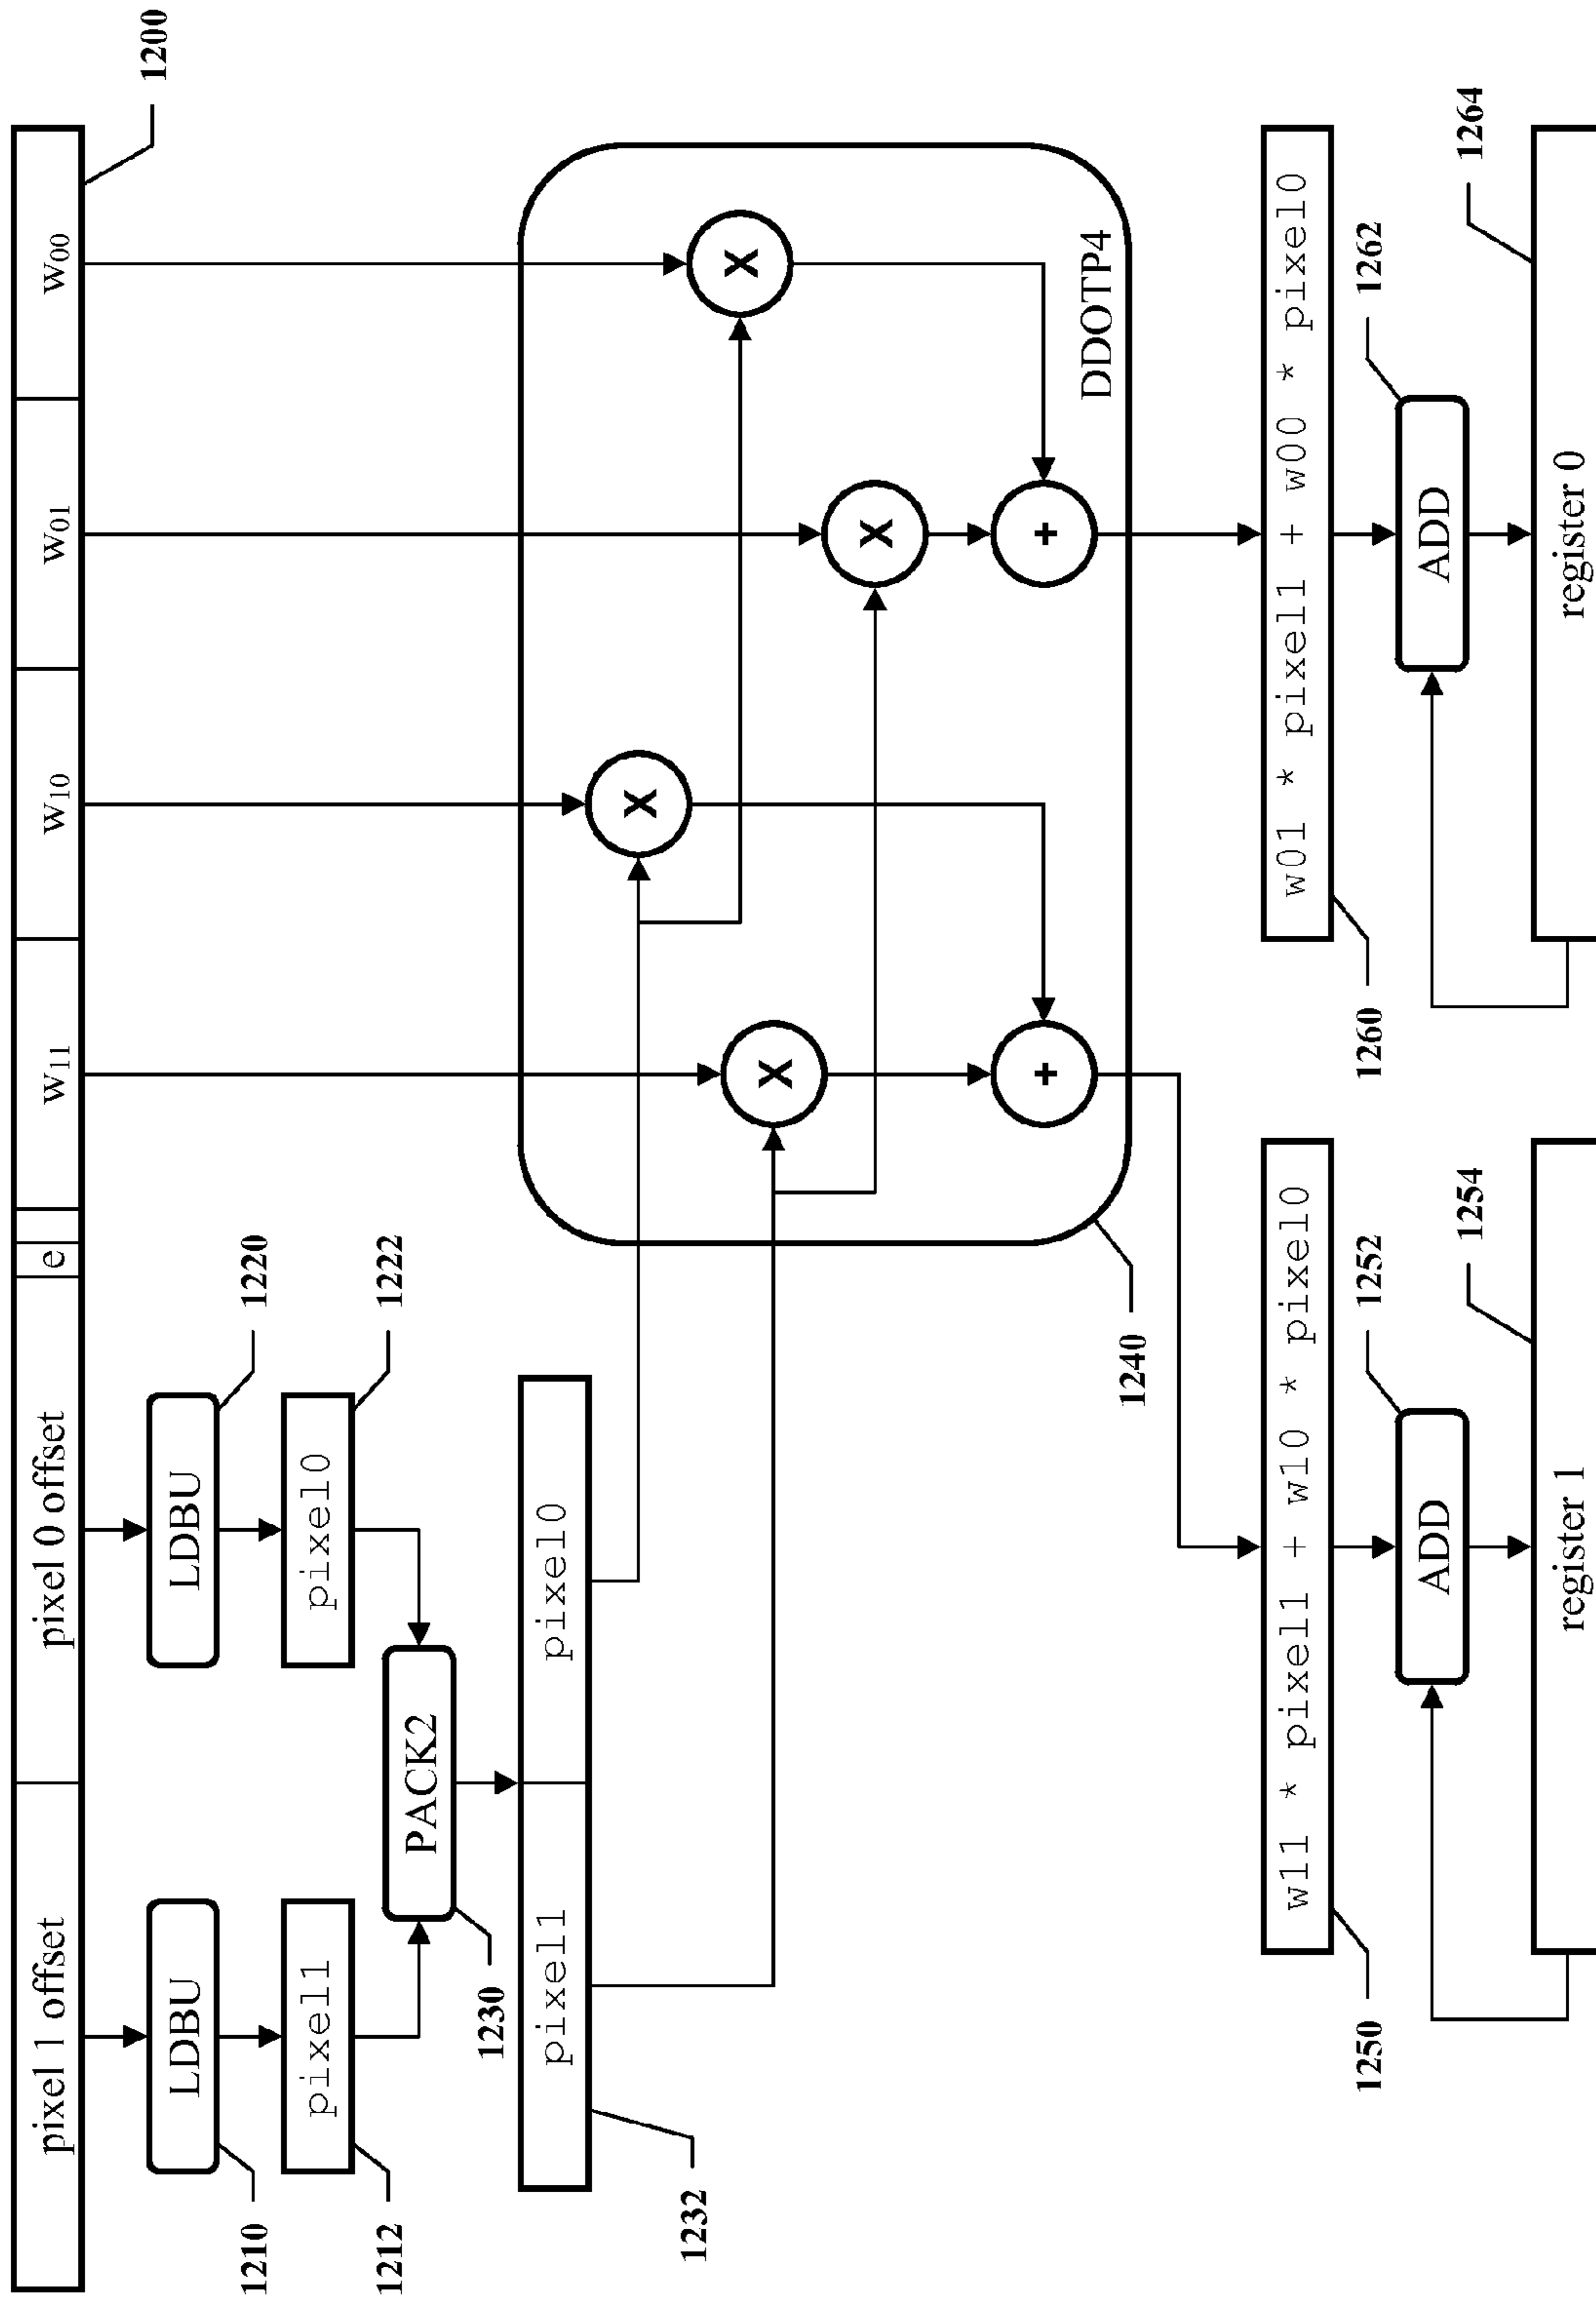 pixel 1 offset pixel 0 offset e w11 w10 w01 w00
1200
LDBU LDBU
1210 1220
pixel1 pixel0
1212 1222
PACK2
1230
pixel1 pixel0
1232
X
X
X
X
+ +
DDOTP4
1240
w11 * pixel1 + w10 * pixel0 w01 * pixel1 + w00 * pixel0
1250 1252 1260 1262
ADD ADD
1254 1264
register 1 register 0